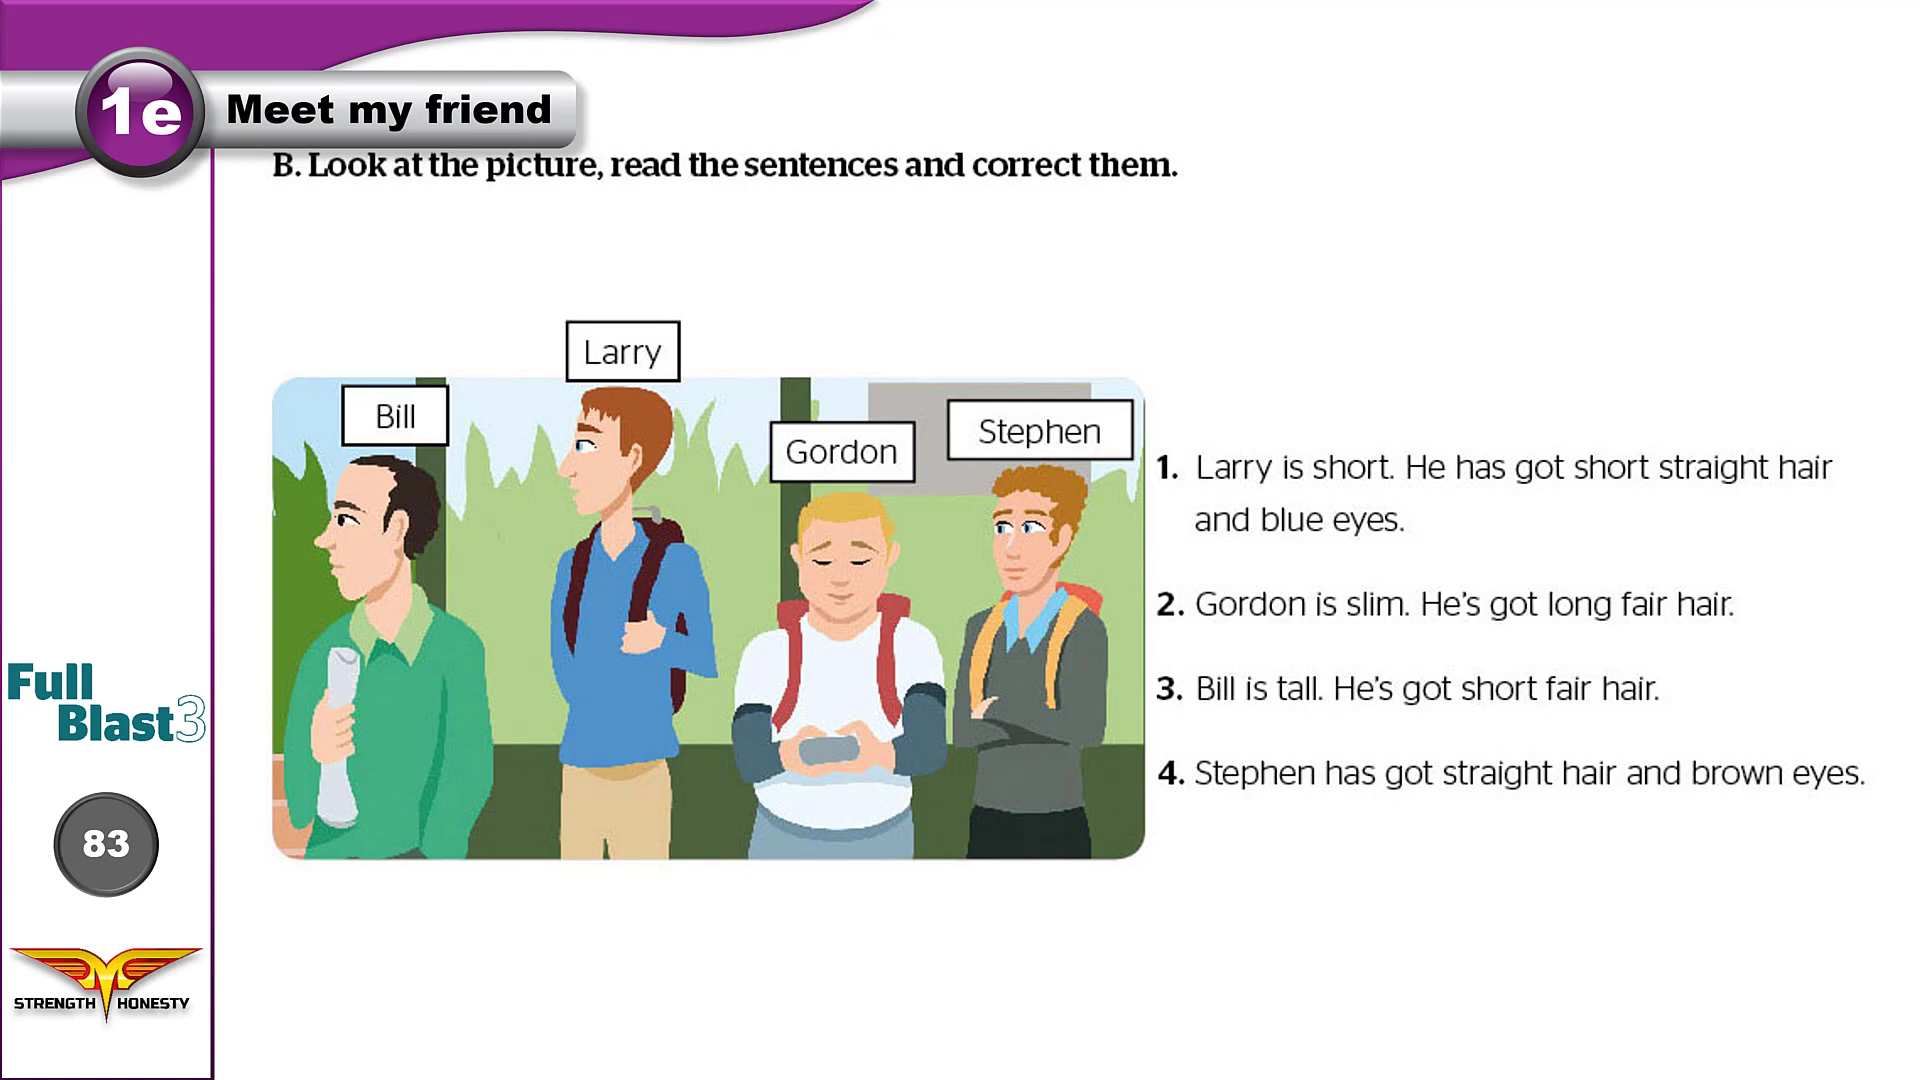 1e
Meet my friend
B. Look at the picture, read the sentences and correct them.
Larry
Bill
Stephen
Gordon
1. Larry is short. He has got short straight hair
and blue eyes.
2. Gordon is slim. He's got long fair hair.
3. Bill is tall. He's got short fair hair.
4. Stephen has got straight hair and brown eyes.
Full
Blast3
83
STRENGTH HONESTY